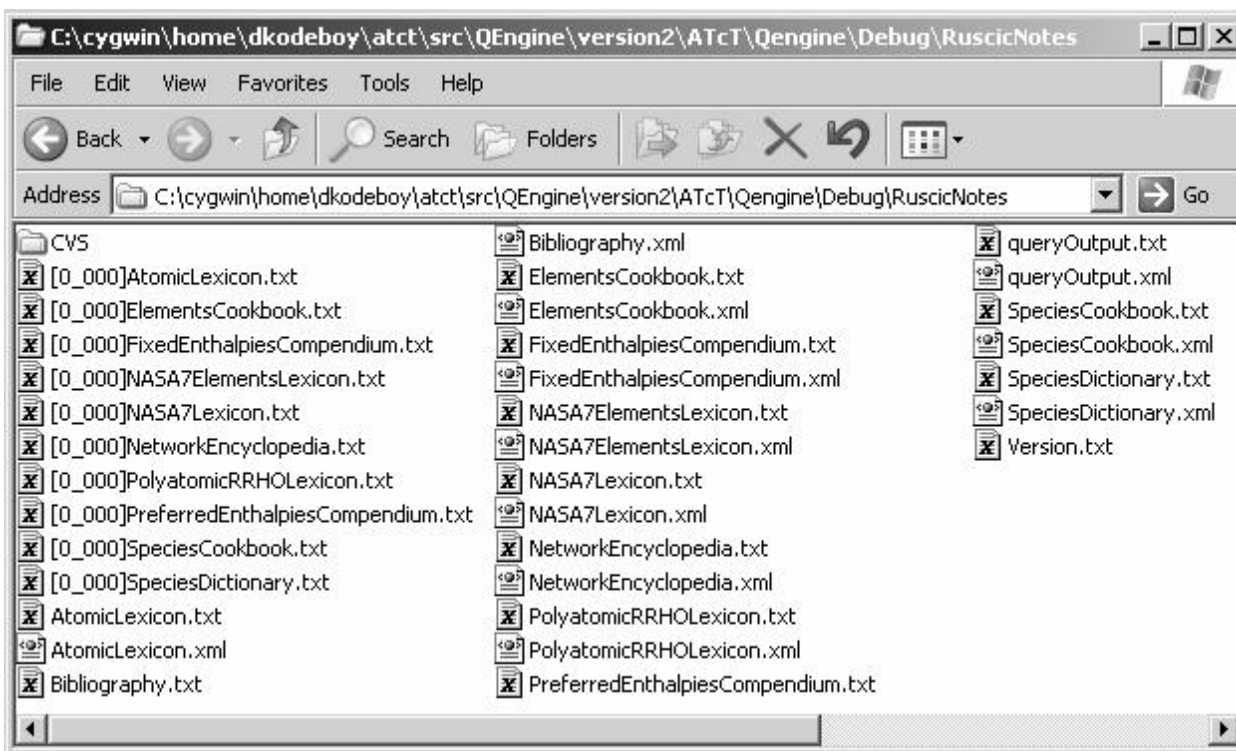 C:\cygwin\home\dkodeboy\atct\src\QEngine\version2\ATcT\Qengine\Debug\RuscicNotes
File Edit View Favorites Tools Help
Back Search Folders
Address C:\cygwin\home\dkodeboy\atct\src\QEngine\version2\ATcT\Qengine\Debug\RuscicNotes Go
CVS
[0_000]AtomicLexicon.txt
[0_000]ElementsCookbook.txt
[0_000]FixedEnthalpiesCompendium.txt
[0_000]NASA7ElementsLexicon.txt
[0_000]NASA7Lexicon.txt
[0_000]NetworkEncyclopedia.txt
[0_000]PolyatomicRRHOLexicon.txt
[0_000]PreferredEnthalpiesCompendium.txt
[0_000]SpeciesCookbook.txt
[0_000]SpeciesDictionary.txt
AtomicLexicon.txt
AtomicLexicon.xml
Bibliography.txt
Bibliography.xml
ElementsCookbook.txt
ElementsCookbook.xml
FixedEnthalpiesCompendium.txt
FixedEnthalpiesCompendium.xml
NASA7ElementsLexicon.txt
NASA7ElementsLexicon.xml
NASA7Lexicon.txt
NASA7Lexicon.xml
NetworkEncyclopedia.txt
NetworkEncyclopedia.xml
PolyatomicRRHOLexicon.txt
PolyatomicRRHOLexicon.xml
PreferredEnthalpiesCompendium.txt
queryOutput.txt
queryOutput.xml
SpeciesCookbook.txt
SpeciesCookbook.xml
SpeciesDictionary.txt
SpeciesDictionary.xml
Version.txt